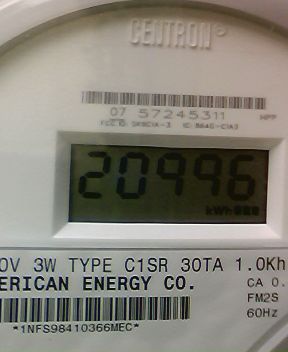 CENTRON®
07 57245311 HPP
20996
kWh
0V 3W TYPE C1SR 30TA 1.0Kh
ERICAN ENERGY CO. CA 0.
FM2S
60Hz
*1NFS98410366MEC*